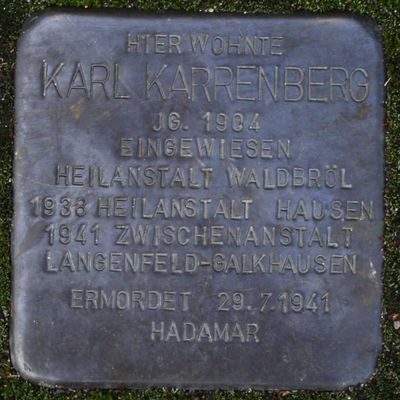 HIER WOHNTE
KARL KARRENBERG
JG. 1904
EINGEWIESEN
HEILANSTALT WALDBRÖL
1938 HEILANSTALT HAUSEN
1941 ZWISCHENANSTALT
LANGENFELD-GALKHAUSEN
ERMORDET 29.7.1941
HADAMAR